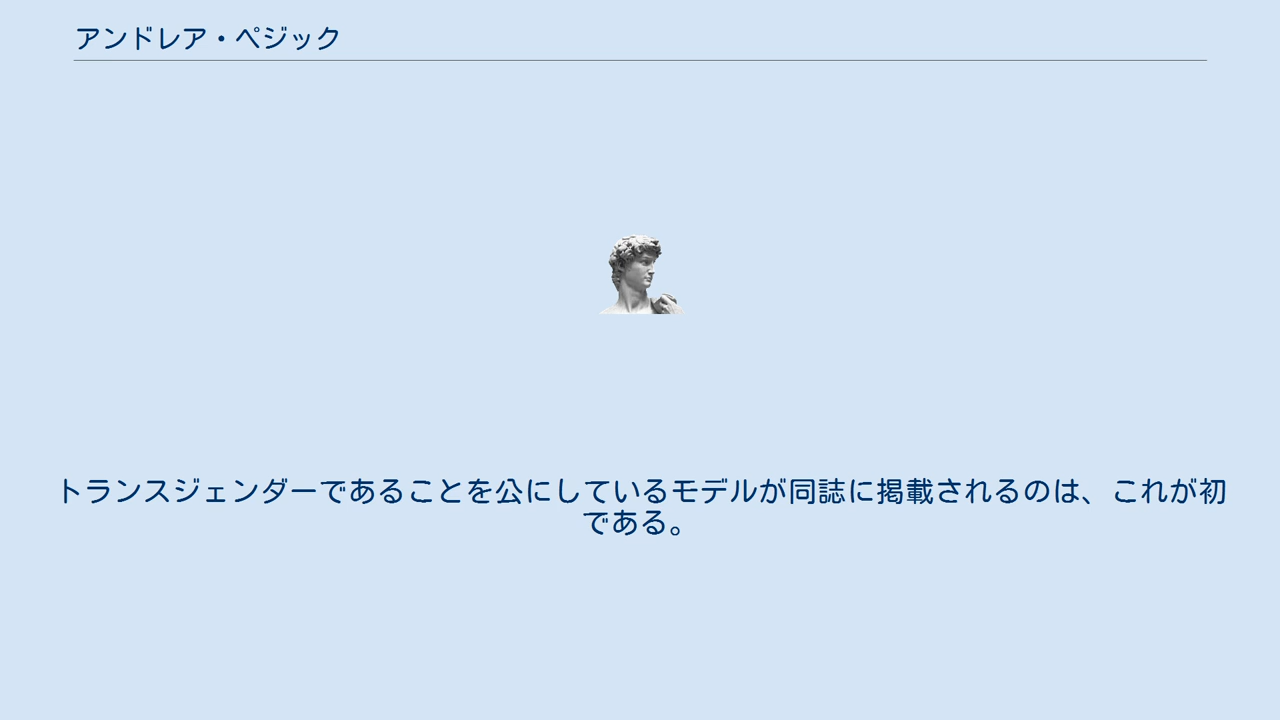 アンドレア・ペジック
トランスジェンダーであることを公にしているモデルが同誌に掲載されるのは、これが初
である。